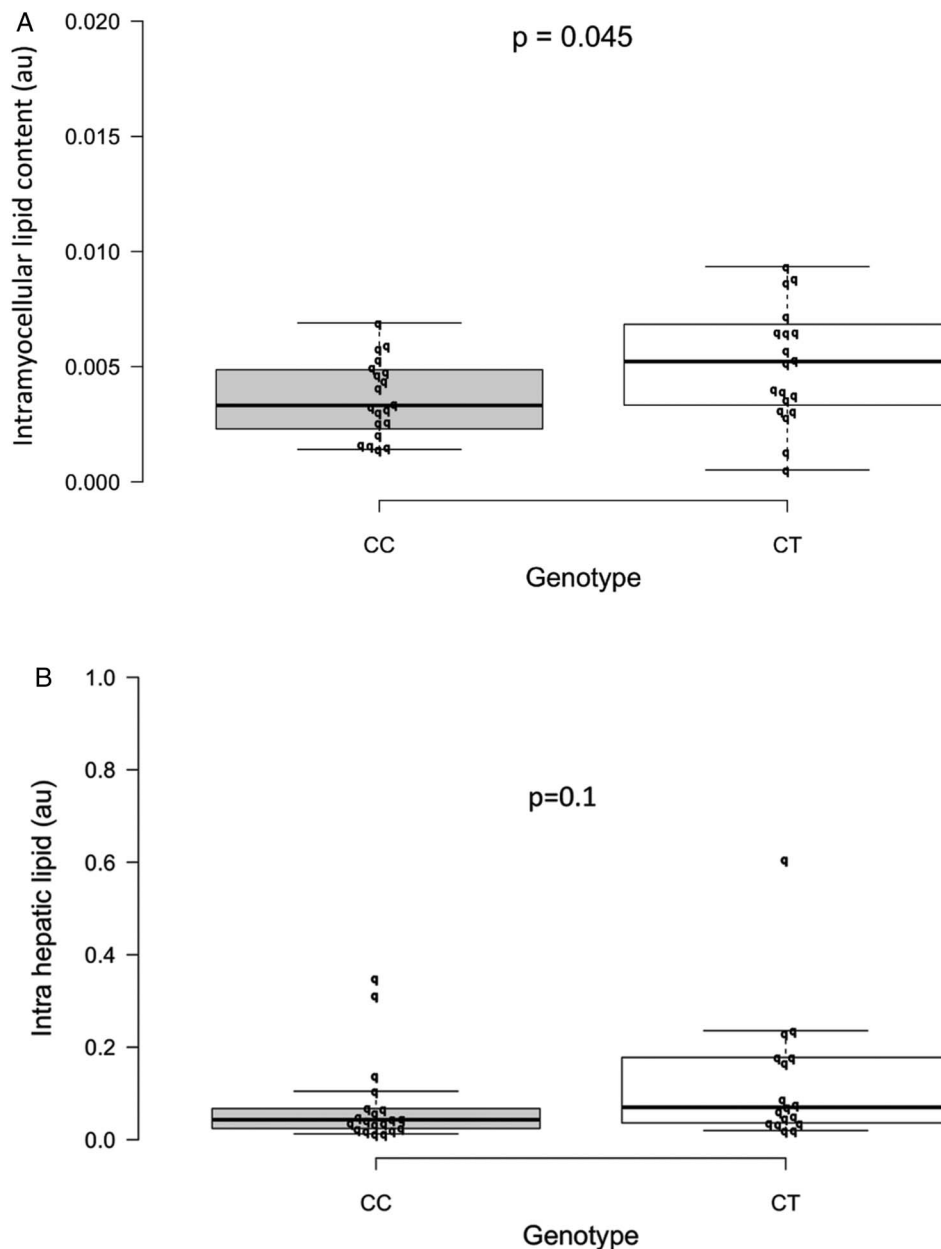 A
Intramyocellular lipid content (au)
0.020
0.015
0.010
0.005
0.000
p = 0.045
CC
CT
Genotype
B
Intra hepatic lipid (au)
1.0
0.8
0.6
0.4
0.2
0.0
p=0.1
CC
CT
Genotype